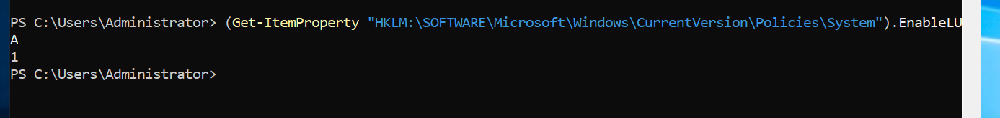 PS C:\Users\Administrator> (Get-ItemProperty "HKLM:\SOFTWARE\Microsoft\Windows\CurrentVersion\Policies\System").EnableLU
A
1
PS C:\Users\Administrator>